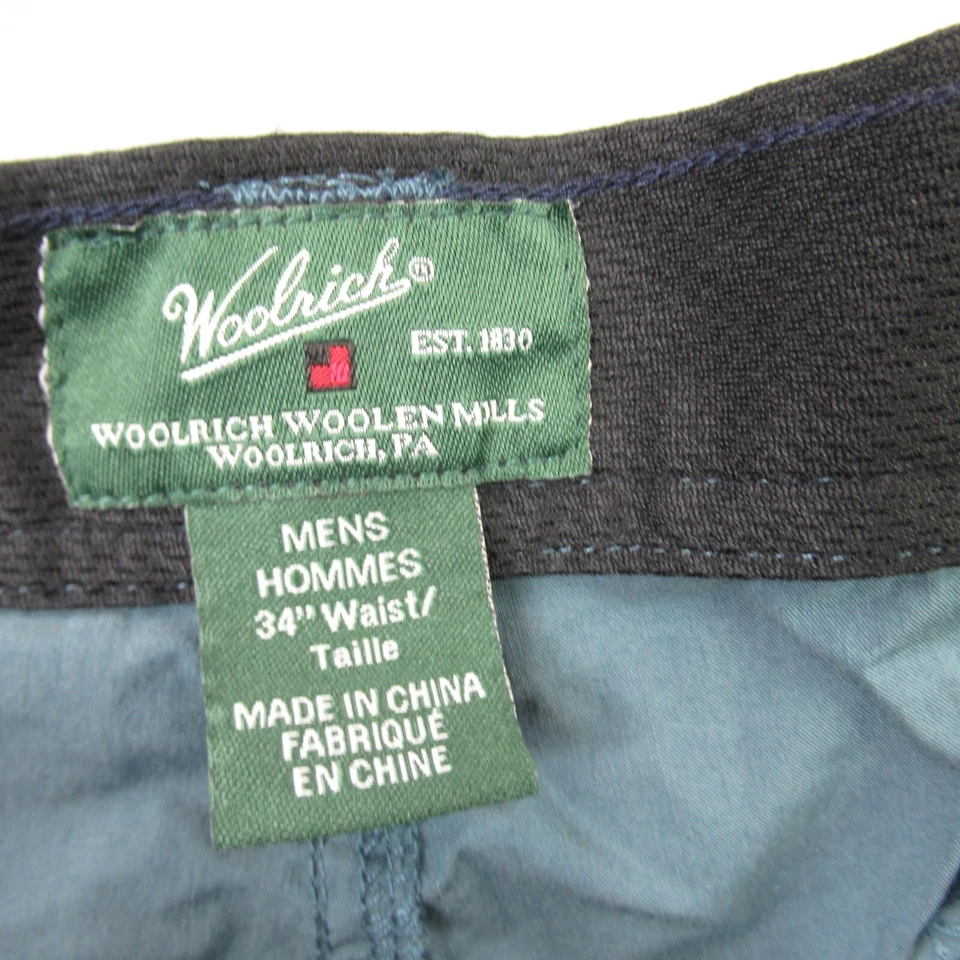 Woolrich®
EST. 1830
WOOLRICH WOOLEN MILLS
WOOLRICH, PA
MENS
HOMMES
34" Waist/
Taille
MADE IN CHINA
FABRIQUÉ
EN CHINE